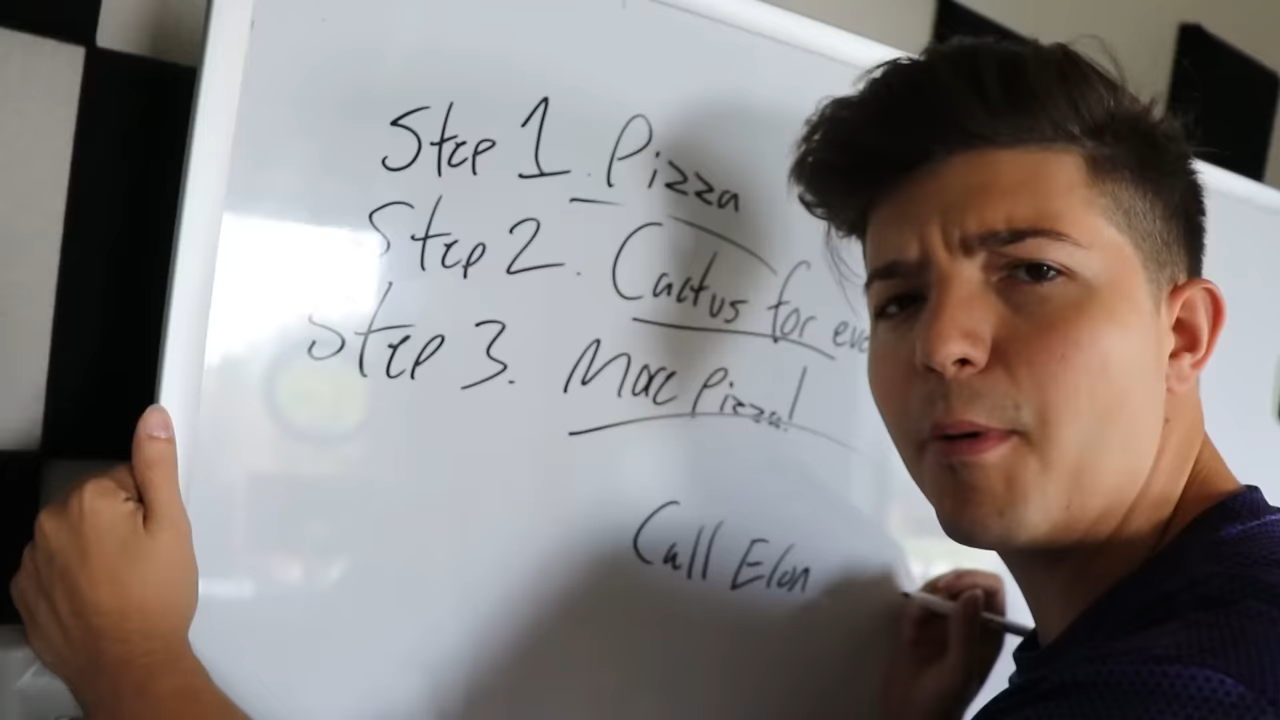 Step 1. Pizza
Step 2. Cactus for
Step 3. More Pizza!
Call Elon